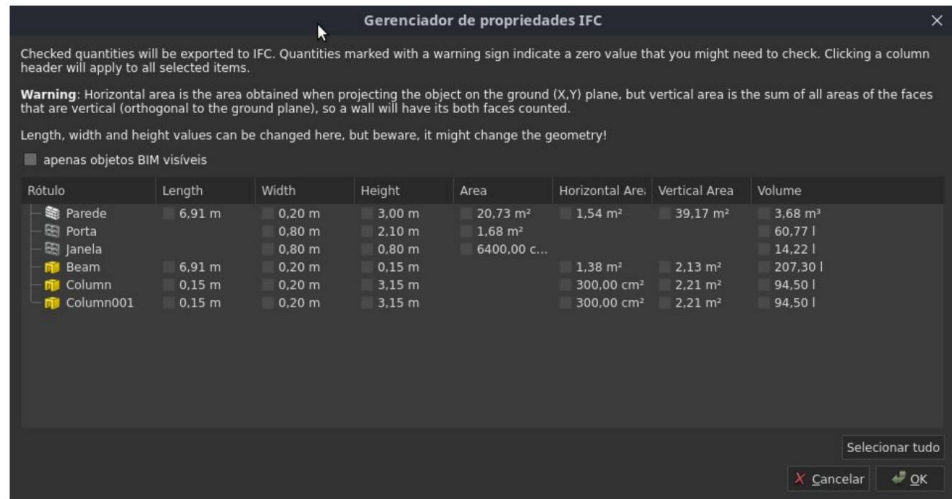 Gerenciador de propriedades IFC
Checked quantities will be exported to IFC. Quantities marked with a warning sign indicate a zero value that you might need to check. Clicking a column
header will apply to all selected items.
Warning: Horizontal area is the area obtained when projecting the object on the ground (X,Y) plane, but vertical area is the sum of all areas of the faces
that are vertical (orthogonal to the ground plane), so a wall will have its both faces counted.
Length, width and height values can be changed here, but beware, it might change the geometry!
apenas objetos BIM visíveis
Rótulo Length Width Height Area Horizontal Area Vertical Area Volume
Parede 6,91 m 0,20 m 3,00 m 20,73 m² 1,54 m² 39,17 m² 3,68 m³
Porta 0,80 m 2,10 m 1,68 m² 60,77 l
Janela 0,80 m 0,80 m 6400,00 c... 14,22 l
Beam 6,91 m 0,20 m 0,15 m 1,38 m² 2,13 m² 207,30 l
Column 0,15 m 0,20 m 3,15 m 300,00 cm² 2,21 m² 94,50 l
Column001 0,15 m 0,20 m 3,15 m 300,00 cm² 2,21 m² 94,50 l
Selecionar tudo
Cancelar OK